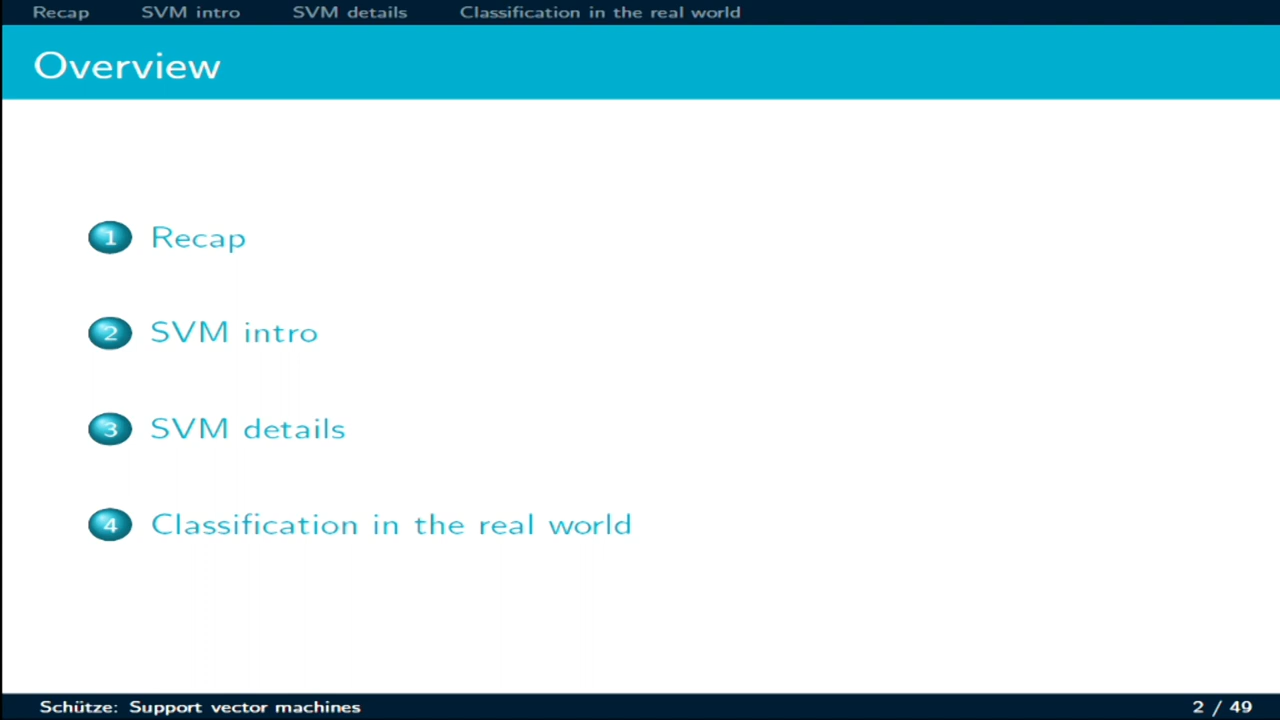 Recap SVM intro SVM details Classification in the real world
Overview
1 Recap
2 SVM intro
3 SVM details
4 Classification in the real world
Schütze: Support vector machines 2 / 49